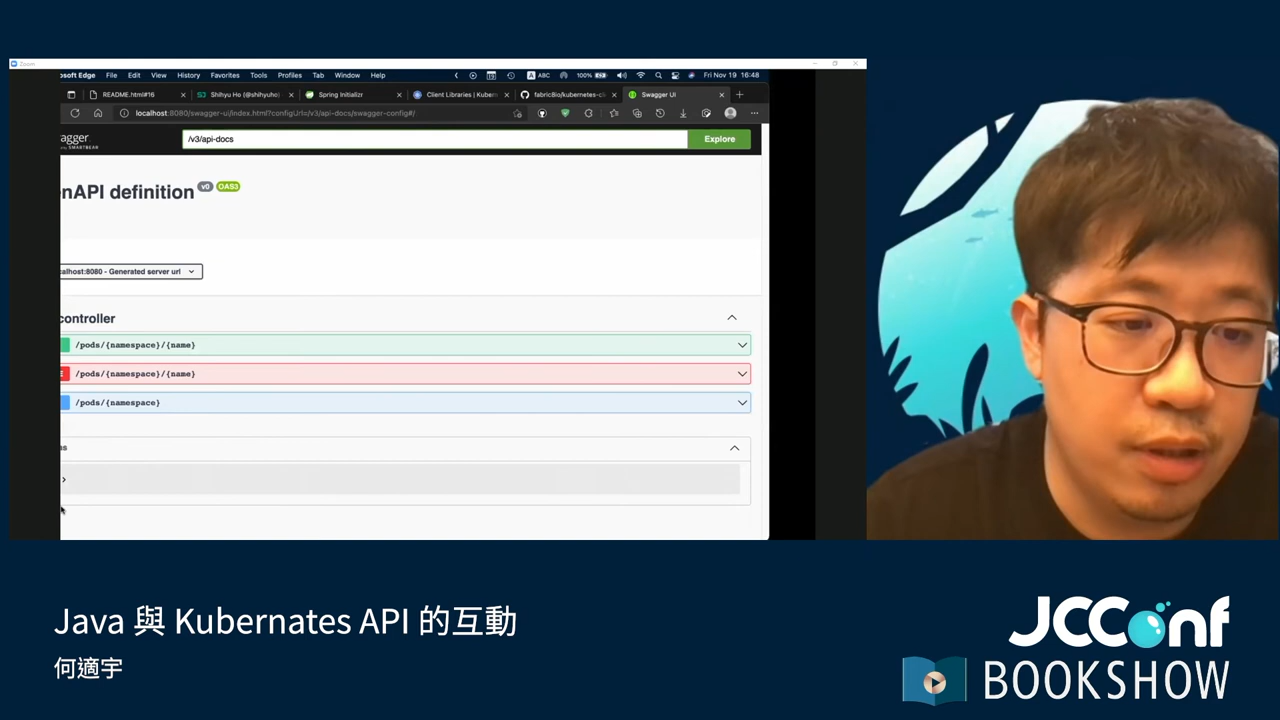 Zoom
osoft Edge File Edit View History Favorites Tools Profiles Tab Window Help
A ABC 100% Fri Nov 19 16:48
README.html#16
Shihyu Ho (@shihyuho)
Spring Initializr
Client Libraries | Kubern
fabric8io/kubernetes-cli
Swagger UI
localhost:8080/swagger-ui/index.html?configUrl=/v3/api-docs/swagger-config#/
agger
SMARTBEAR
/v3/api-docs
Explore
enAPI definition v0 OAS3
calhost:8080 - Generated server url
controller
/pods/{namespace}/{name}
E /pods/{namespace}/{name}
/pods/{namespace}
as
Java 與 Kubernates API 的互動
何適宇
JCConf
BOOKSHOW